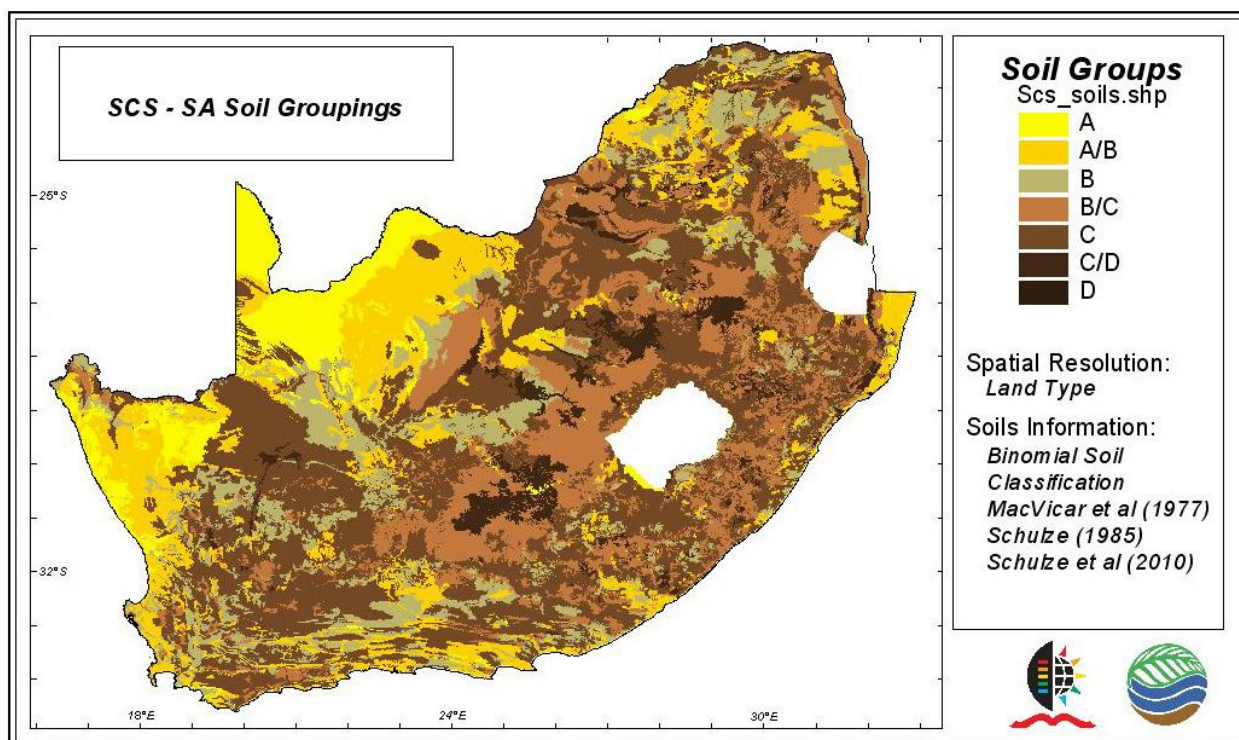 SCS - SA Soil Groupings
25°S
32°S
18°E
24°E
30°E
Soil Groups
Scs_soils.shp
A
A/B
B
B/C
C
C/D
D
Spatial Resolution:
Land Type
Soils Information:
Binomial Soil
Classification
MacVicar et al (1977)
Schulze (1985)
Schulze et al (2010)